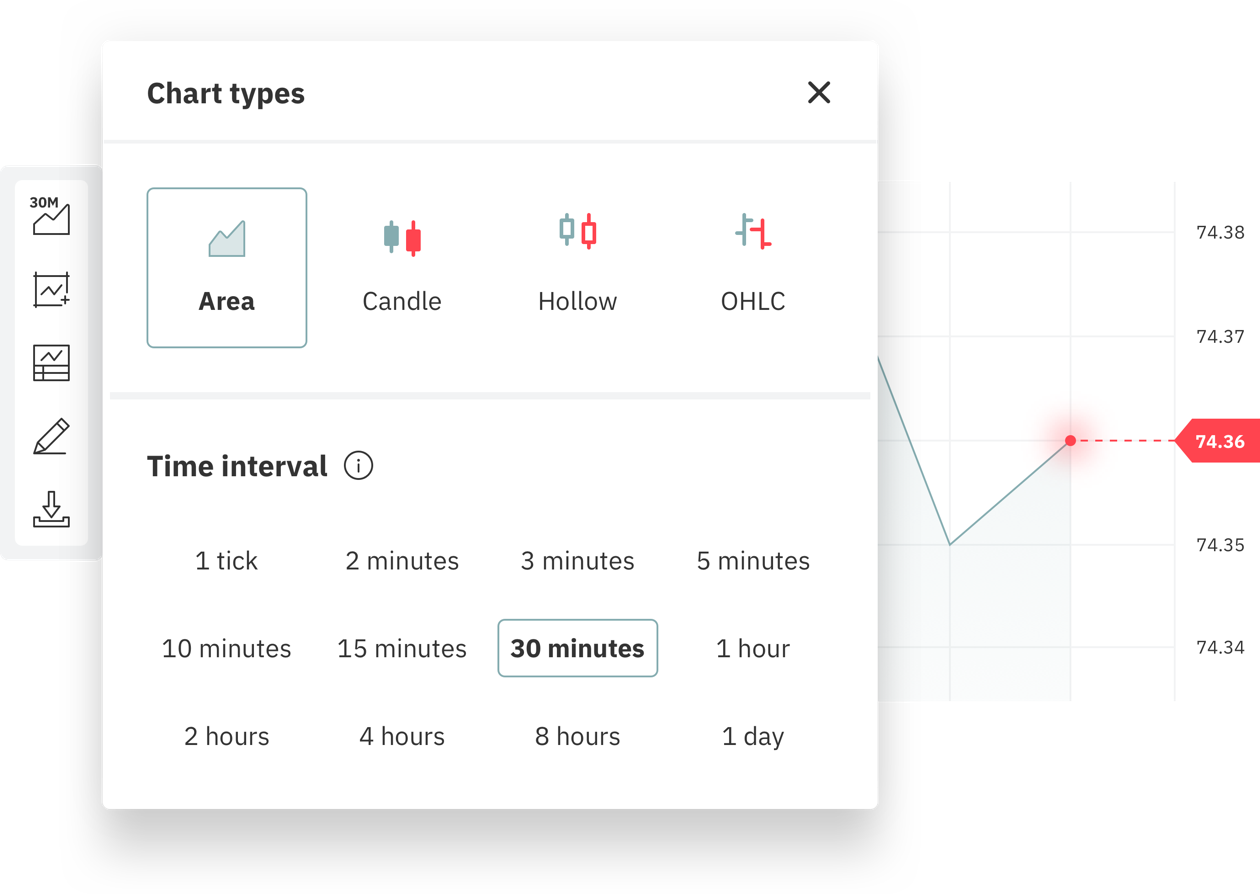 Chart types
30M
Area
Candle
Hollow
OHLC
Time interval
1 tick
2 minutes
3 minutes
5 minutes
10 minutes
15 minutes
30 minutes
1 hour
2 hours
4 hours
8 hours
1 day
74.38
74.37
74.36
74.35
74.34